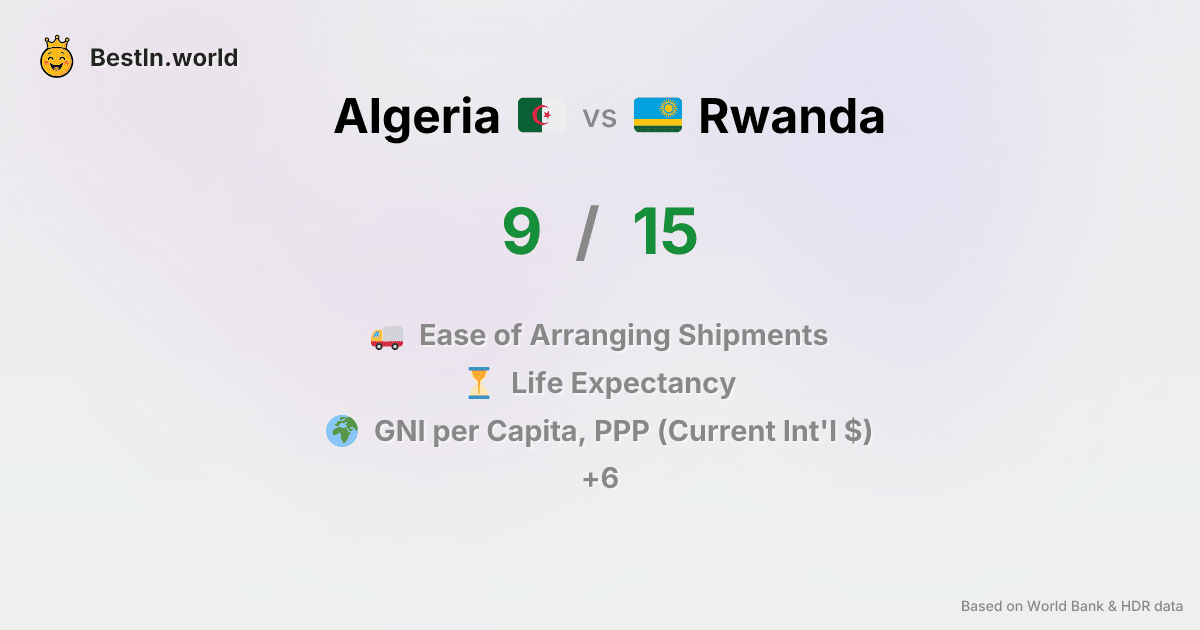 BestIn.world
Algeria vs Rwanda
9 / 15
Ease of Arranging Shipments
Life Expectancy
GNI per Capita, PPP (Current Int'l $)
+6
Based on World Bank & HDR data